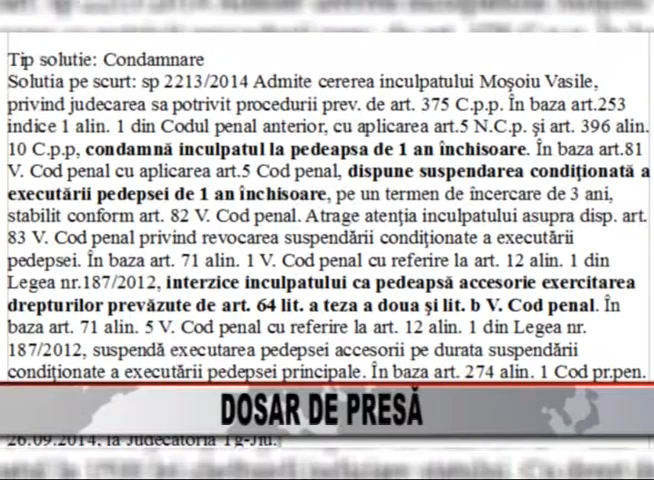 Tip solutie: Condamnare
Solutia pe scurt: sp 2213/2014 Admite cererea inculpatului Moşoiu Vasile,
privind judecarea sa potrivit procedurii prev. de art. 375 C.p.p. În baza art.253
indice 1 alin. 1 din Codul penal anterior, cu aplicarea art.5 N.C.p. şi art. 396 alin.
10 C.p.p, condamnă inculpatul la pedeapsa de 1 an închisoare. În baza art.81
V. Cod penal cu aplicarea art.5 Cod penal, dispune suspendarea condiţionată a
executării pedepsei de 1 an închisoare, pe un termen de încercare de 3 ani,
stabilit conform art. 82 V. Cod penal. Atrage atenţia inculpatului asupra disp. art.
83 V. Cod penal privind revocarea suspendării condiţionate a executării
pedepsei. În baza art. 71 alin. 1 V. Cod penal cu referire la art. 12 alin. 1 din
Legea nr.187/2012, interzice inculpatului ca pedeapsă accesorie exercitarea
drepturilor prevăzute de art. 64 lit. a teza a doua şi lit. b V. Cod penal. În
baza art. 71 alin. 5 V. Cod penal cu referire la art. 12 alin. 1 din Legea nr.
187/2012, suspendă executarea pedepsei accesorii pe durata suspendării
condiţionate a executării pedepsei principale. În baza art. 274 alin. 1 Cod pr.pen.
DOSAR DE PRESĂ
26.09.2014, la Judecătoria Tg-Jiu.